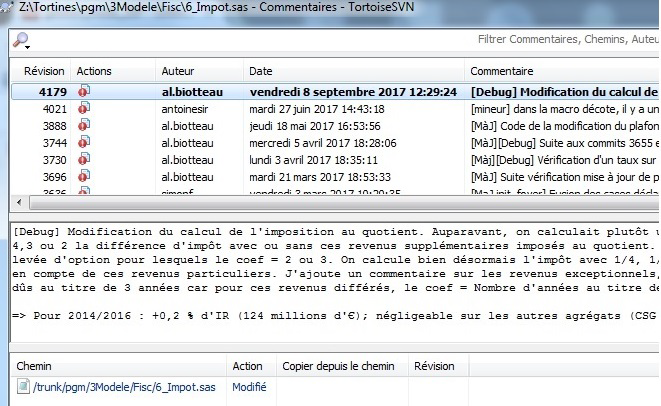 Z:\Tortines\pgm\3Modele\Fisc\6_Impot.sas - Commentaires - TortoiseSVN
Filtrer Commentaires, Chemins, Auteu
Révision Actions Auteur Date Commentaire
4179 al.biotteau vendredi 8 septembre 2017 12:29:24 [Debug] Modification du calcul de
4021 antoinesir mardi 27 juin 2017 14:43:18 [mineur] dans la macro décote, il y a un
3888 al.biotteau jeudi 18 mai 2017 16:53:56 [MàJ] Code de la modification du plafon
3744 al.biotteau mercredi 5 avril 2017 18:28:06 [MàJ][Debug] Suite aux commits 3655 e
3730 al.biotteau lundi 3 avril 2017 18:35:11 [Màj][Debug] Vérification d'un taux sur
3696 al.biotteau mardi 21 mars 2017 18:53:33 [MàJ] Suite vérification mise à jour de p
[Debug] Modification du calcul de l'imposition au quotient. Auparavant, on calculait plutôt u
4,3 ou 2 la différence d'impôt avec ou sans ces revenus supplémentaires imposés au quotient.
levée d'option pour lesquels le coef = 2 ou 3. On calcule bien désormais l'impôt avec 1/4, 1/
en compte de ces revenus particuliers. J'ajoute un commentaire sur les revenus exceptionnels,
dûs au titre de 3 années car pour ces revenus différés, le coef = Nombre d'années au titre de
=> Pour 2014/2016 : +0,2 % d'IR (124 millions d'€); négligeable sur les autres agrégats (CSG
Chemin Action Copier depuis le chemin Révision
/trunk/pgm/3Modele/Fisc/6_Impot.sas Modifié